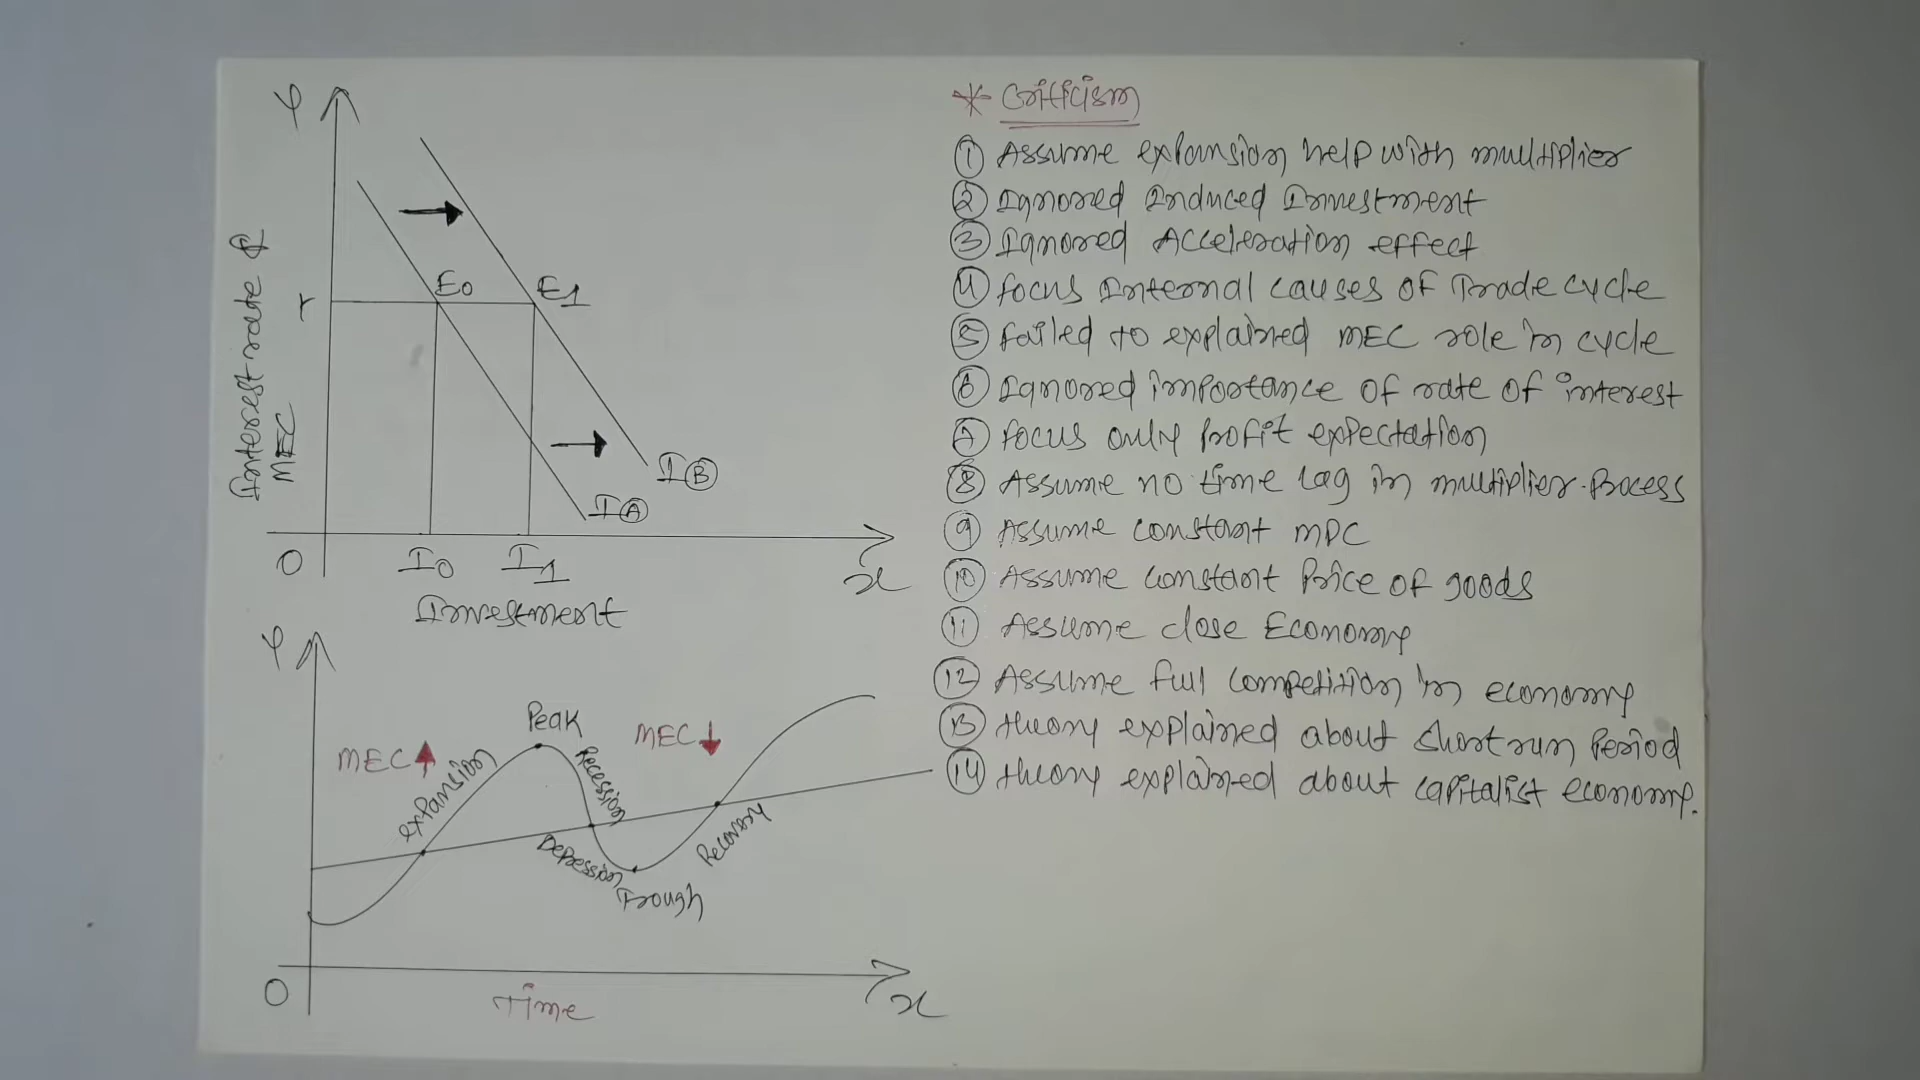 Y
Interest rate &
MEC
r
E0
E1
I(B)
I(A)
O
I0
I1
x
Investment
Y
MEC
Expansion
Peak
Recession
MEC
Depression
Trough
Recovery
O
Time
x
* Criticism
① Assume expansion help with multiplier
② Ignored Induced Investment
③ Ignored Acceleration effect
④ focus Internal causes of Trade cycle
⑤ failed to explained MEC role in cycle
⑥ Ignored importance of rate of interest
⑦ focus only Profit expectation
⑧ Assume no time lag in multiplier Process
⑨ Assume constant MPC
⑩ Assume constant Price of goods
⑪ Assume close Economy
⑫ Assume full competition in economy
⑬ theory explained about short run Period
⑭ theory explained about capitalist economy.